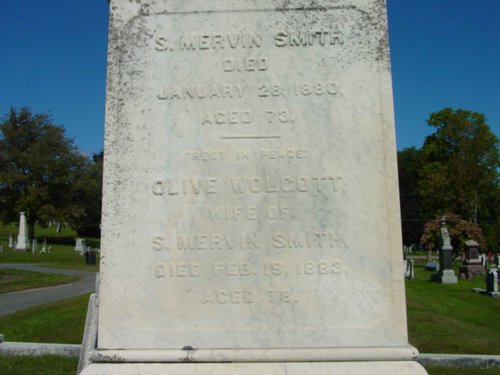 S. MERVIN SMITH
DIED
JANUARY 26, 1880,
AGED 73.
"REST IN PEACE."
OLIVE WOLCOTT,
WIFE OF
S. MERVIN SMITH,
DIED FEB. 19, 1883,
AGED 78.